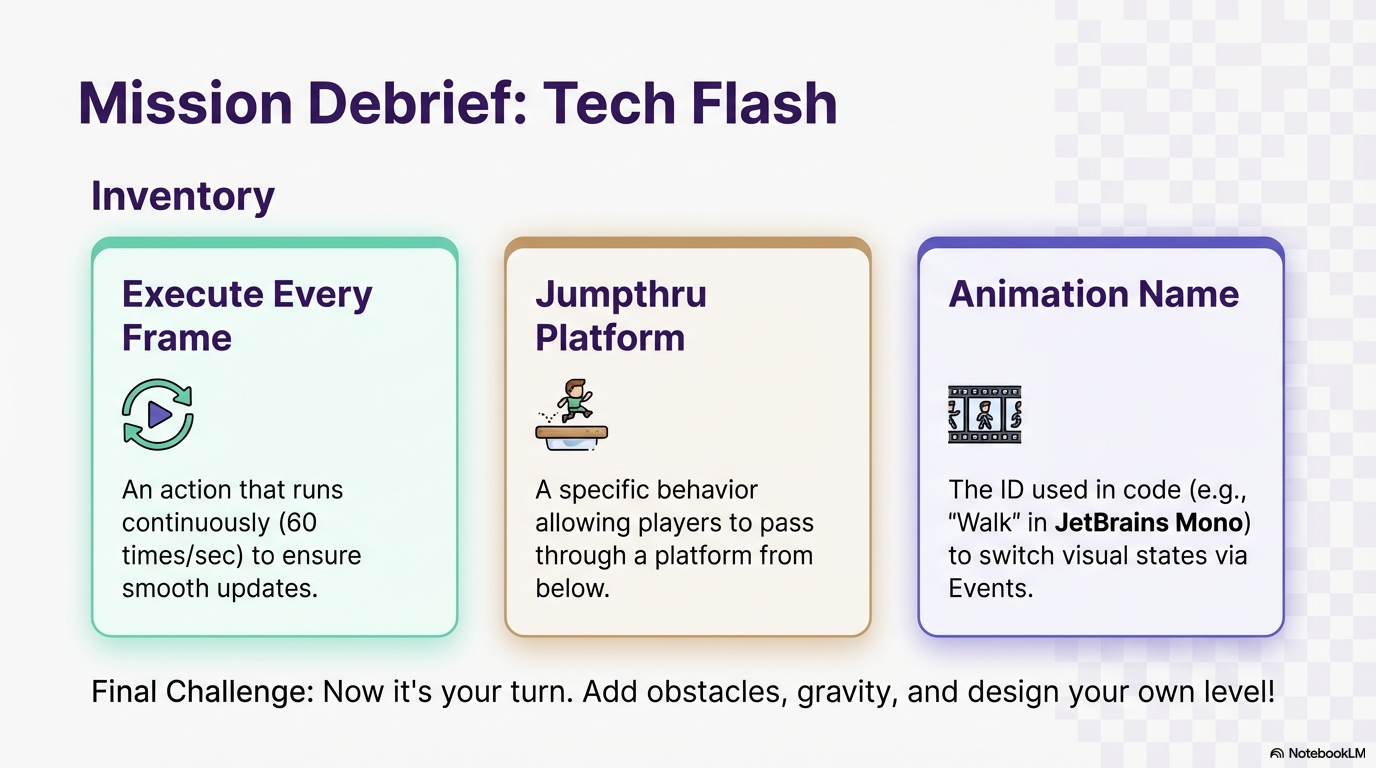 Mission Debrief: Tech Flash
Inventory
Execute Every
Frame
An action that runs
continuously (60
times/sec) to ensure
smooth updates.
Jumpthru
Platform
A specific behavior
allowing players to pass
through a platform from
below.
Animation Name
The ID used in code (e.g.,
"Walk" in JetBrains Mono)
to switch visual states via
Events.
Final Challenge: Now it's your turn. Add obstacles, gravity, and design your own level!
NotebookLM